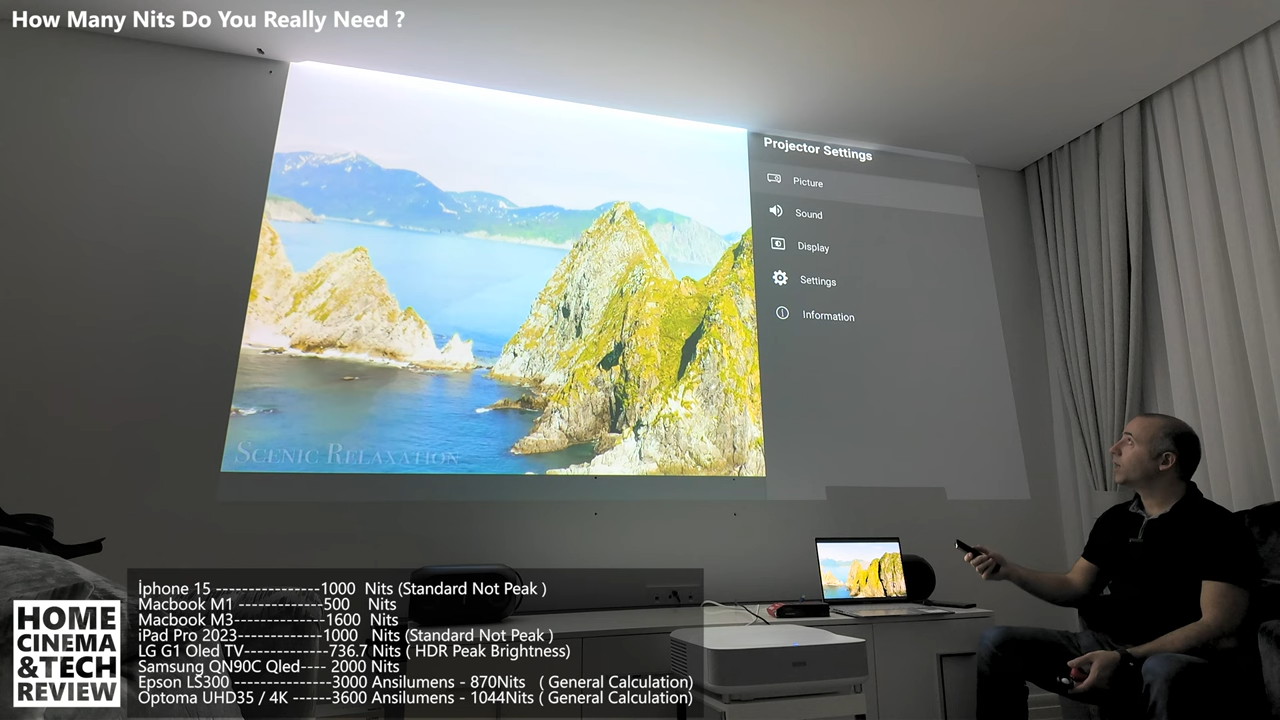 How Many Nits Do You Really Need ?
Projector Settings
Picture
Sound
Display
Settings
Information
SCENIC RELAXATION
İphone 15 ----------------1000 Nits (Standard Not Peak )
Macbook M1 -------------500 Nits
Macbook M3--------------1600 Nits
iPad Pro 2023-------------1000 Nits (Standard Not Peak )
LG G1 Oled TV------------736.7 Nits ( HDR Peak Brightness)
Samsung QN90C Qled---- 2000 Nits
Epson LS300 ---------------3000 Ansilumens - 870Nits ( General Calculation)
Optoma UHD35 / 4K ------3600 Ansilumens - 1044Nits ( General Calculation)
HOME
CINEMA
&TECH
REVIEW